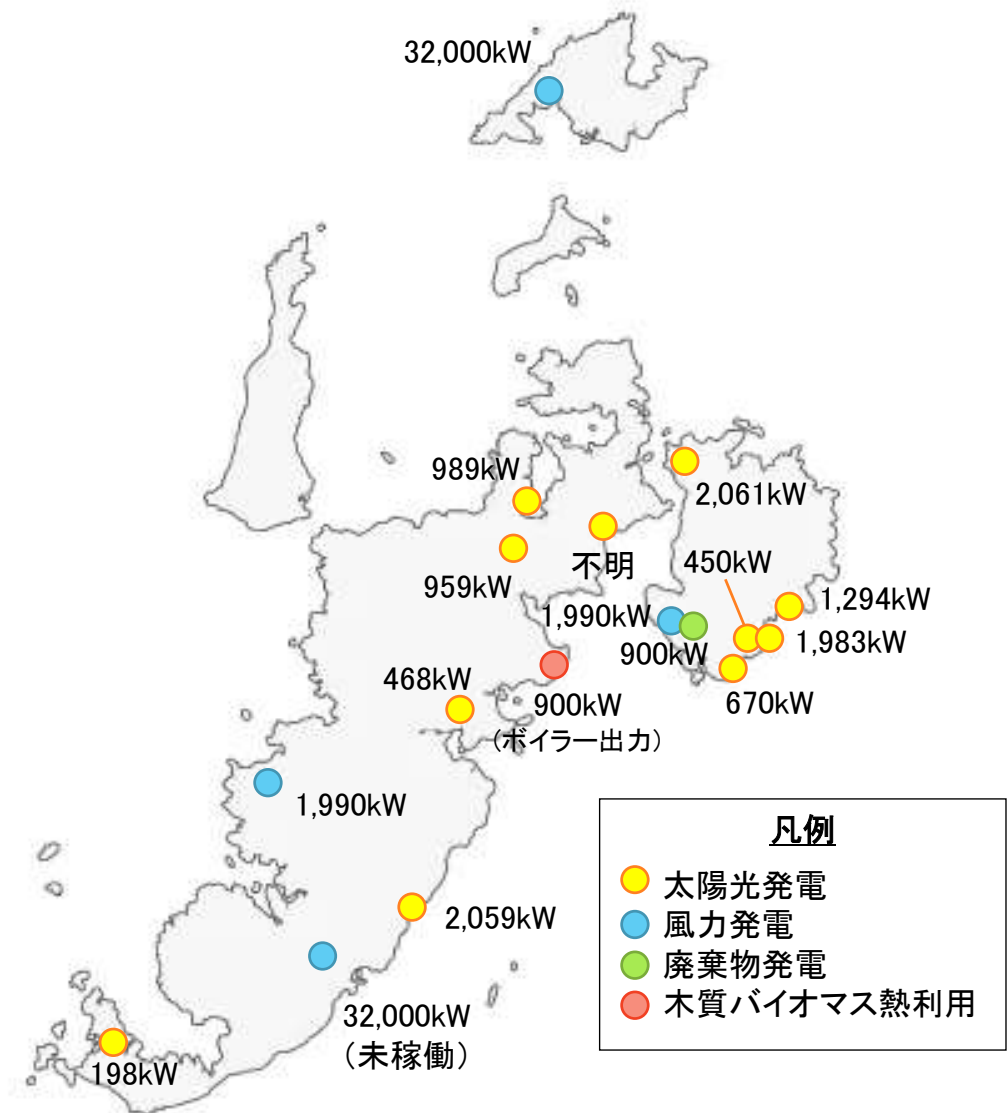 32,000kW
989kW
2,061kW
959kW
不明
450kW
1,990kW
1,294kW
900kW
1,983kW
468kW
900kW
(ボイラー出力)
670kW
1,990kW
2,059kW
32,000kW
(未稼働)
198kW
凡例
太陽光発電
風力発電
廃棄物発電
木質バイオマス熱利用